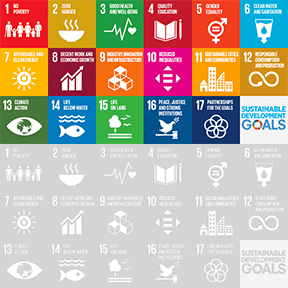 1 NO POVERTY
2 ZERO HUNGER
3 GOOD HEALTH AND WELL-BEING
4 QUALITY EDUCATION
5 GENDER EQUALITY
6 CLEAN WATER AND SANITATION
7 AFFORDABLE AND CLEAN ENERGY
8 DECENT WORK AND ECONOMIC GROWTH
9 INDUSTRY, INNOVATION AND INFRASTRUCTURE
10 REDUCED INEQUALITIES
11 SUSTAINABLE CITIES AND COMMUNITIES
12 RESPONSIBLE CONSUMPTION AND PRODUCTION
13 CLIMATE ACTION
14 LIFE BELOW WATER
15 LIFE ON LAND
16 PEACE, JUSTICE AND STRONG INSTITUTIONS
17 PARTNERSHIPS FOR THE GOALS
SUSTAINABLE
DEVELOPMENT
GOALS
1 NO POVERTY
2 ZERO HUNGER
3 GOOD HEALTH AND WELL-BEING
4 QUALITY EDUCATION
5 GENDER EQUALITY
6 CLEAN WATER AND SANITATION
7 AFFORDABLE AND CLEAN ENERGY
8 DECENT WORK AND ECONOMIC GROWTH
9 INDUSTRY, INNOVATION AND INFRASTRUCTURE
10 REDUCED INEQUALITIES
11 SUSTAINABLE CITIES AND COMMUNITIES
12 RESPONSIBLE CONSUMPTION AND PRODUCTION
13 CLIMATE ACTION
14 LIFE BELOW WATER
15 LIFE ON LAND
16 PEACE, JUSTICE AND STRONG INSTITUTIONS
17 PARTNERSHIPS FOR THE GOALS
SUSTAINABLE
DEVELOPMENT
GOALS